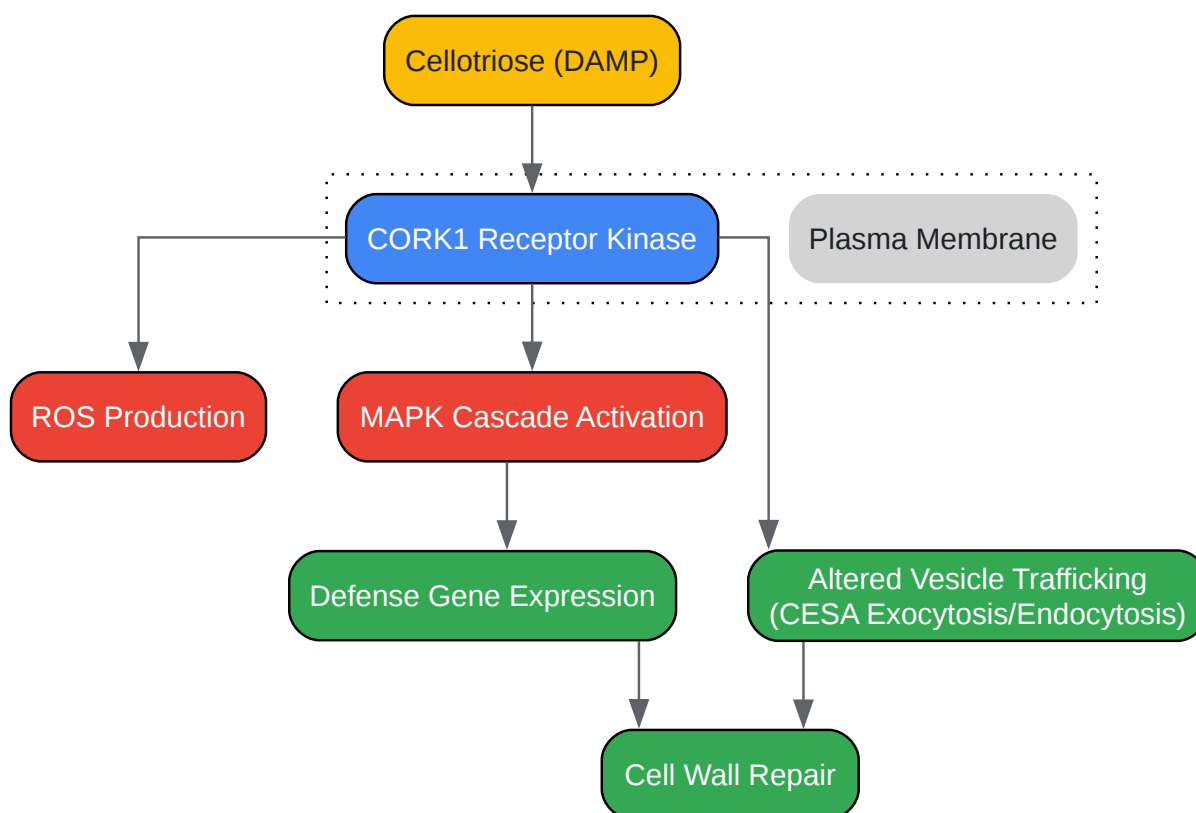 Cellotriose (DAMP)
CORK1 Receptor Kinase
Plasma Membrane
ROS Production
MAPK Cascade Activation
Defense Gene Expression
Altered Vesicle Trafficking
(CESA Exocytosis/Endocytosis)
Cell Wall Repair